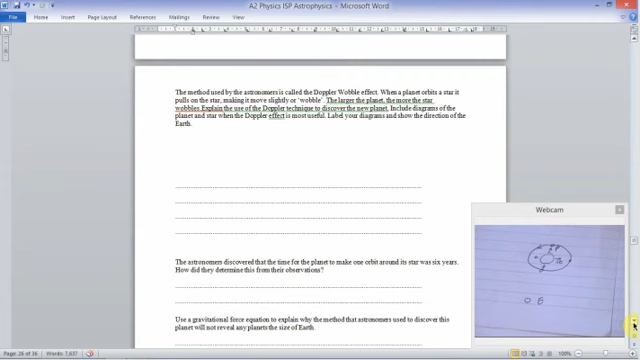 A2 Physics ISP Astrophysics - Microsoft Word
File Home Insert Page Layout References Mailings Review View
The method used by the astronomers is called the Doppler Wobble effect. When a planet orbits a star it
pulls on the star, making it move slightly or 'wobble'. The larger the planet, the more the star
wobbles.Explain the use of the Doppler technique to discover the new planet. Include diagrams of the
planet and star when the Doppler effect is most useful. Label your diagrams and show the direction of the
Earth.
Webcam
The astronomers discovered that the time for the planet to make one orbit around its star was six years.
How did they determine this from their observations?
Use a gravitational force equation to explain why the method that astronomers used to discover this
planet will not reveal any planets the size of Earth.
Page: 26 of 36 Words: 7,637 100%